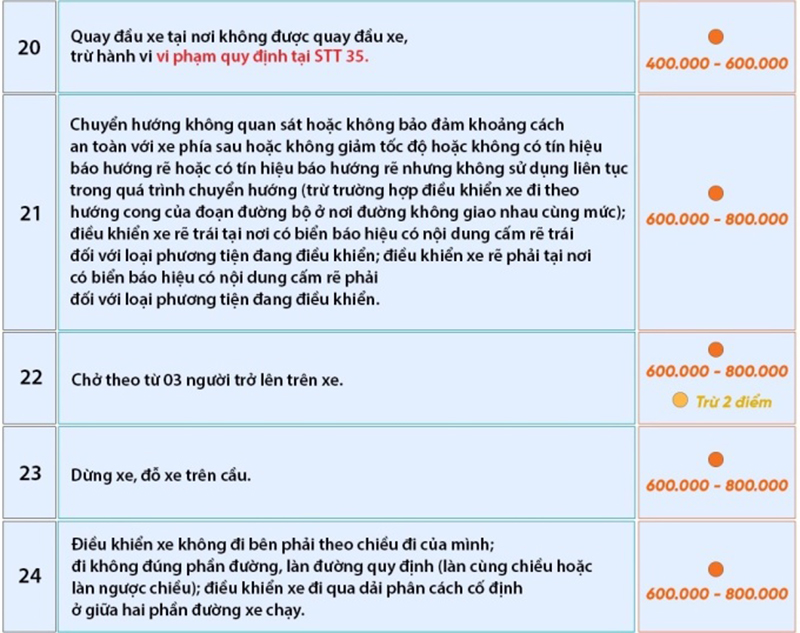 20
Quay đầu xe tại nơi không được quay đầu xe,
trừ hành vi vi phạm quy định tại STT 35.
400.000 - 600.000
21
Chuyển hướng không quan sát hoặc không bảo đảm khoảng cách
an toàn với xe phía sau hoặc không giảm tốc độ hoặc không có tín hiệu
báo hướng rẽ hoặc có tín hiệu báo hướng rẽ nhưng không sử dụng liên tục
trong quá trình chuyển hướng (trừ trường hợp điều khiển xe đi theo
hướng cong của đoạn đường bộ ở nơi đường không giao nhau cùng mức);
điều khiển xe rẽ trái tại nơi có biển báo hiệu có nội dung cấm rẽ trái
đối với loại phương tiện đang điều khiển; điều khiển xe rẽ phải tại nơi
có biển báo hiệu có nội dung cấm rẽ phải
đối với loại phương tiện đang điều khiển.
600.000 - 800.000
22
Chở theo từ 03 người trở lên trên xe.
600.000 - 800.000
Trừ 2 điểm
23
Dừng xe, đỗ xe trên cầu.
600.000 - 800.000
24
Điều khiển xe không đi bên phải theo chiều đi của mình;
đi không đúng phần đường, làn đường quy định (làn cùng chiều hoặc
làn ngược chiều); điều khiển xe đi qua dải phân cách cố định
ở giữa hai phần đường xe chạy.
600.000 - 800.000